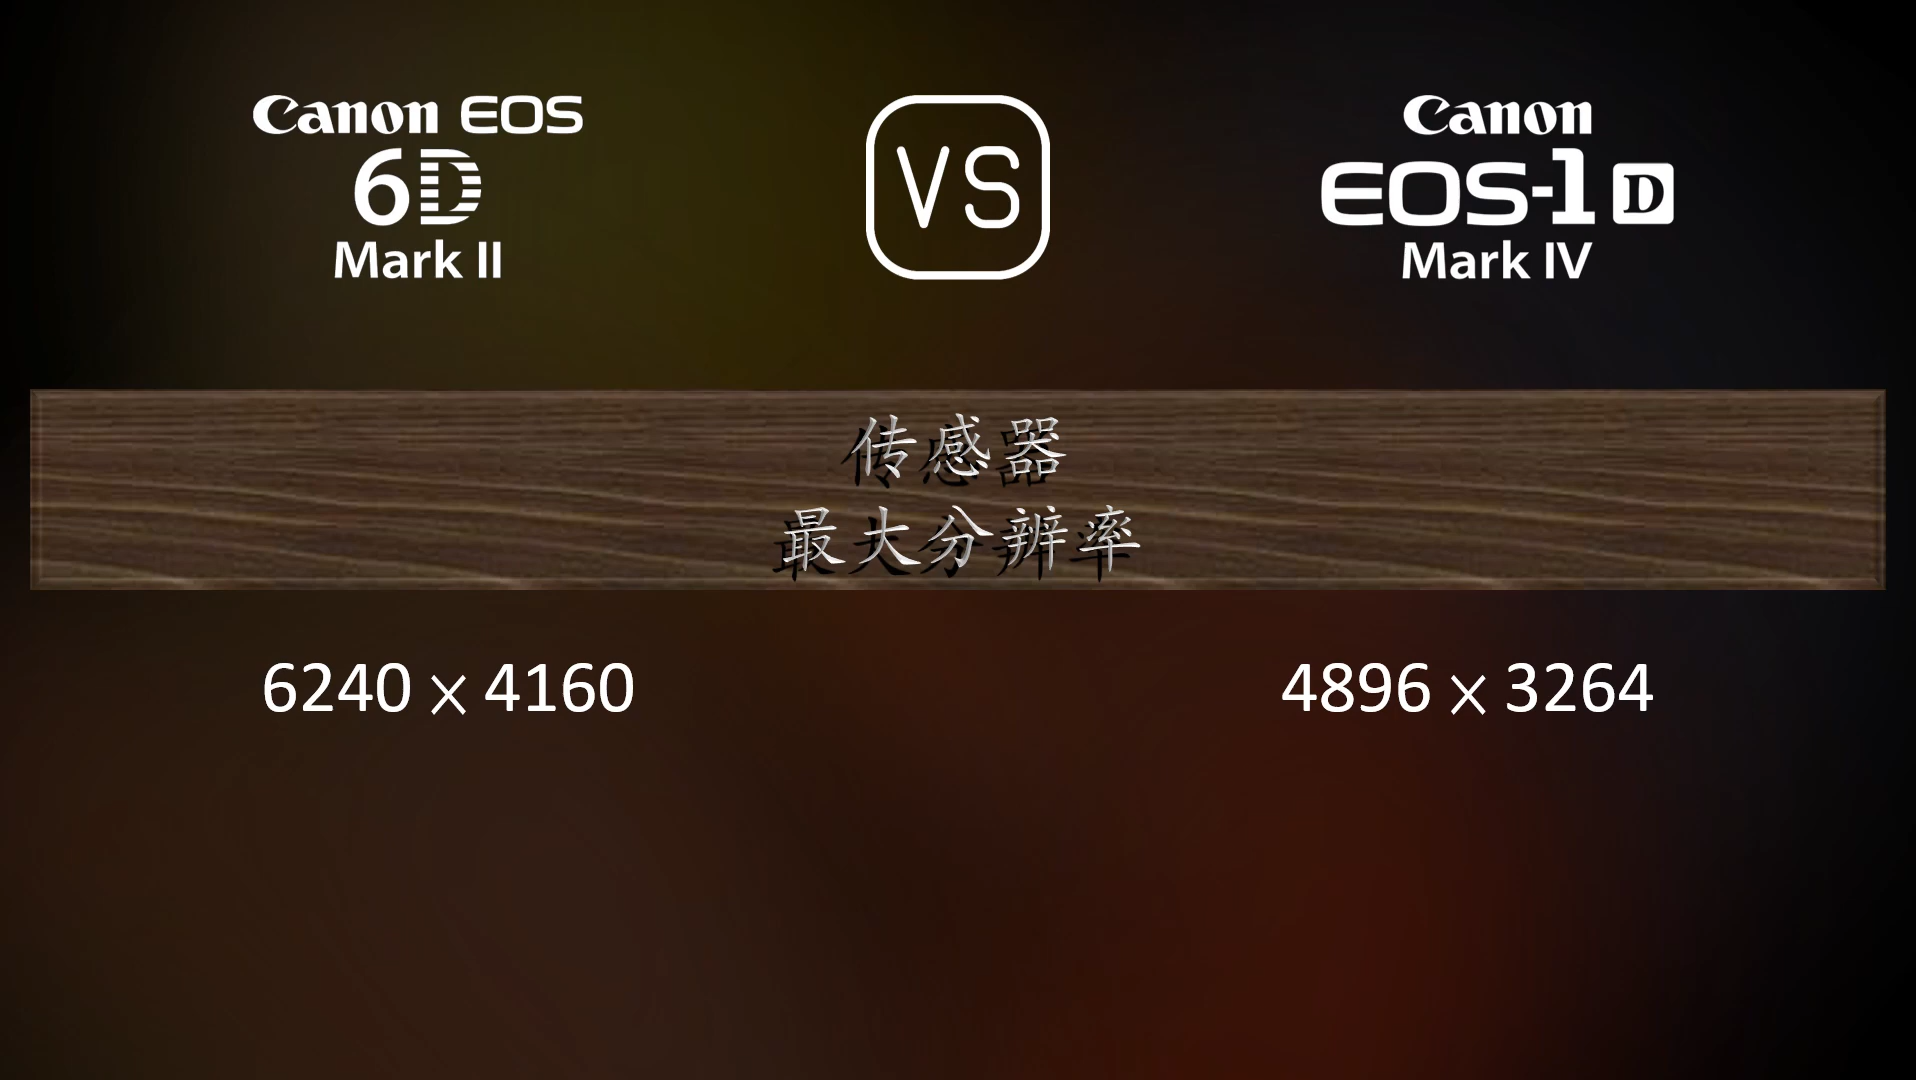 Canon EOS
6D
Mark II
VS
Canon
EOS-1D
Mark IV
传感器
最大分辨率
6240 x 4160
4896 x 3264